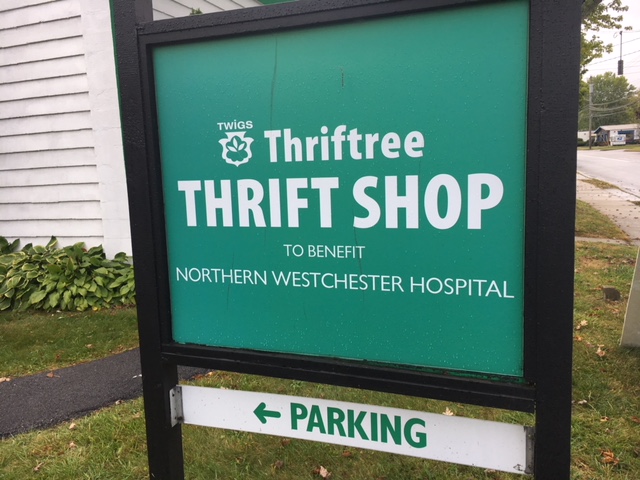 TWiGS
Thriftree
THRIFT SHOP
TO BENEFIT
NORTHERN WESTCHESTER HOSPITAL
← PARKING